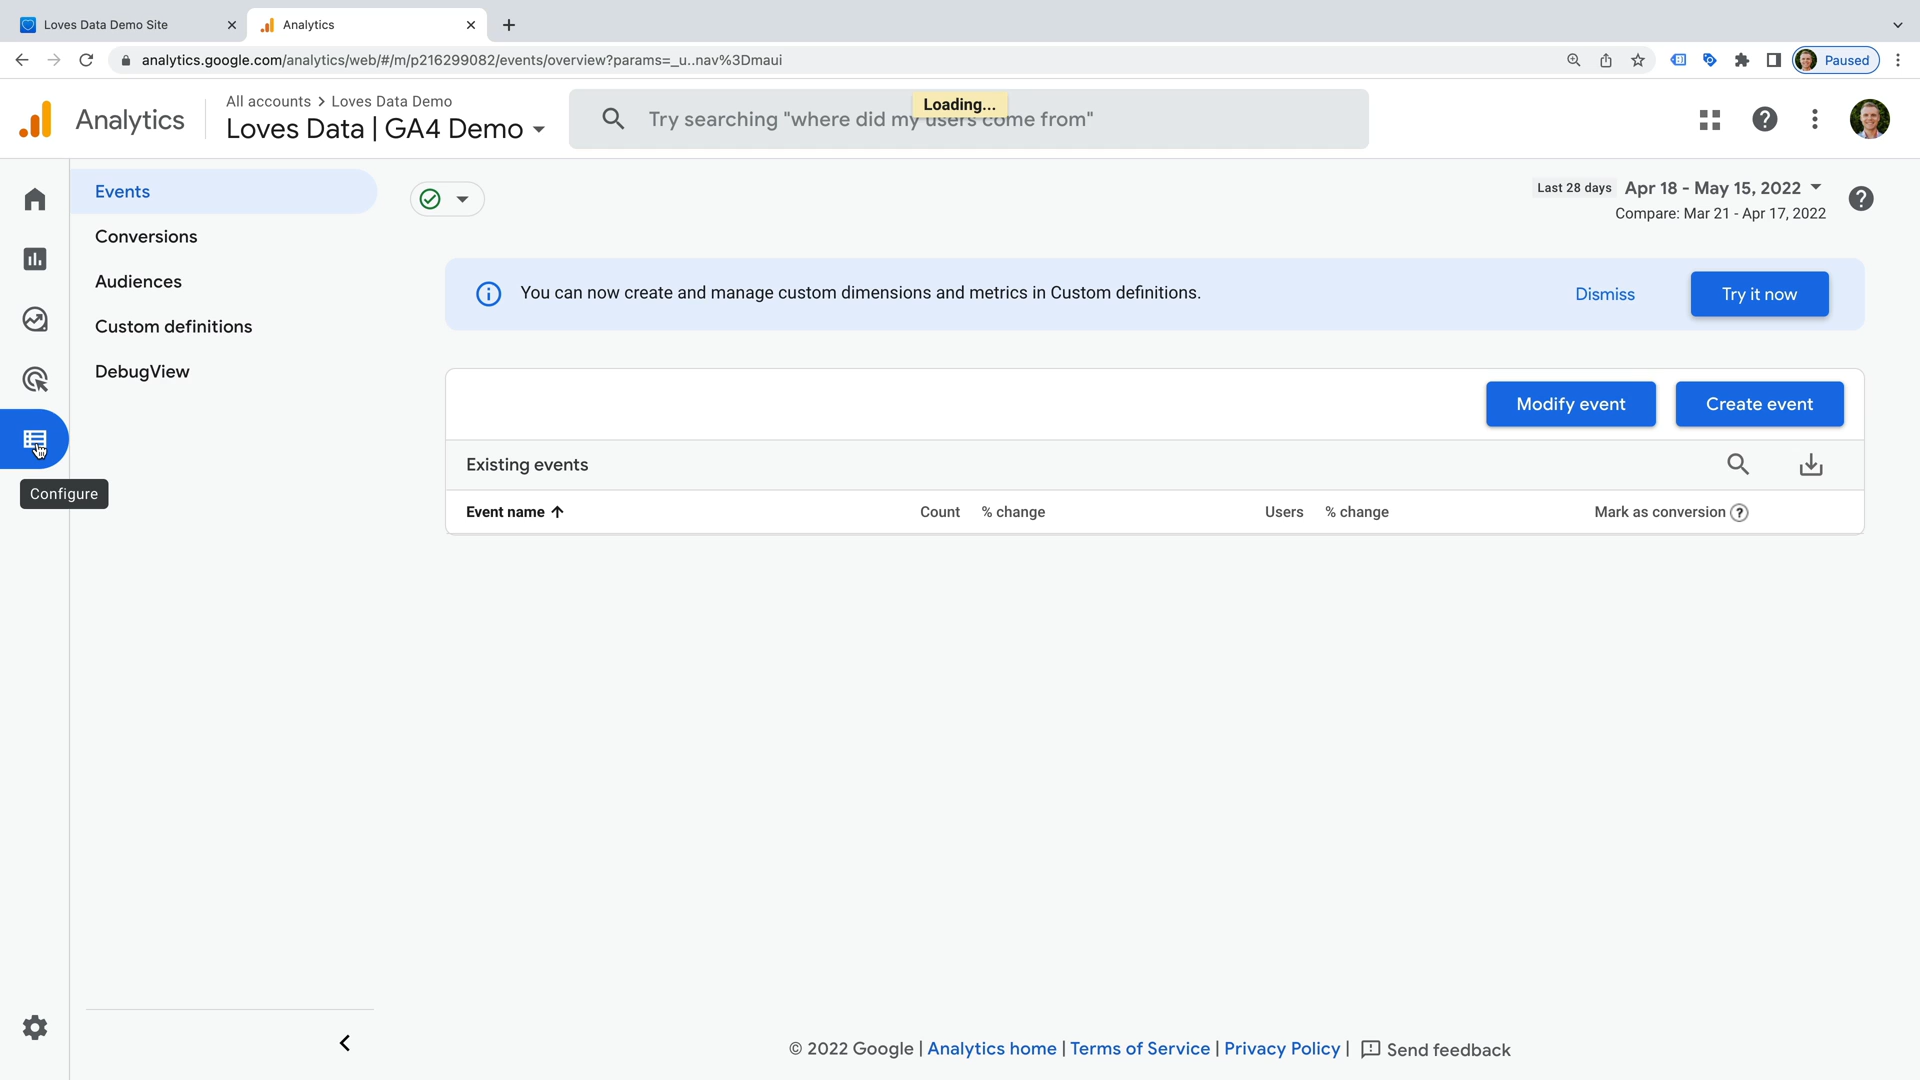 Loves Data Demo Site
Analytics
analytics.google.com/analytics/web/#/m/p216299082/events/overview?params=_u..nav%3Dmaui
Paused
Analytics
All accounts > Loves Data Demo
Loves Data | GA4 Demo
Try searching "where did my users come from"
Loading...
Events
Conversions
Audiences
Custom definitions
DebugView
Configure
Last 28 days Apr 18 - May 15, 2022
Compare: Mar 21 - Apr 17, 2022
You can now create and manage custom dimensions and metrics in Custom definitions.
Dismiss
Try it now
Modify event
Create event
Existing events
Event name Count % change Users % change Mark as conversion
© 2022 Google | Analytics home | Terms of Service | Privacy Policy | Send feedback